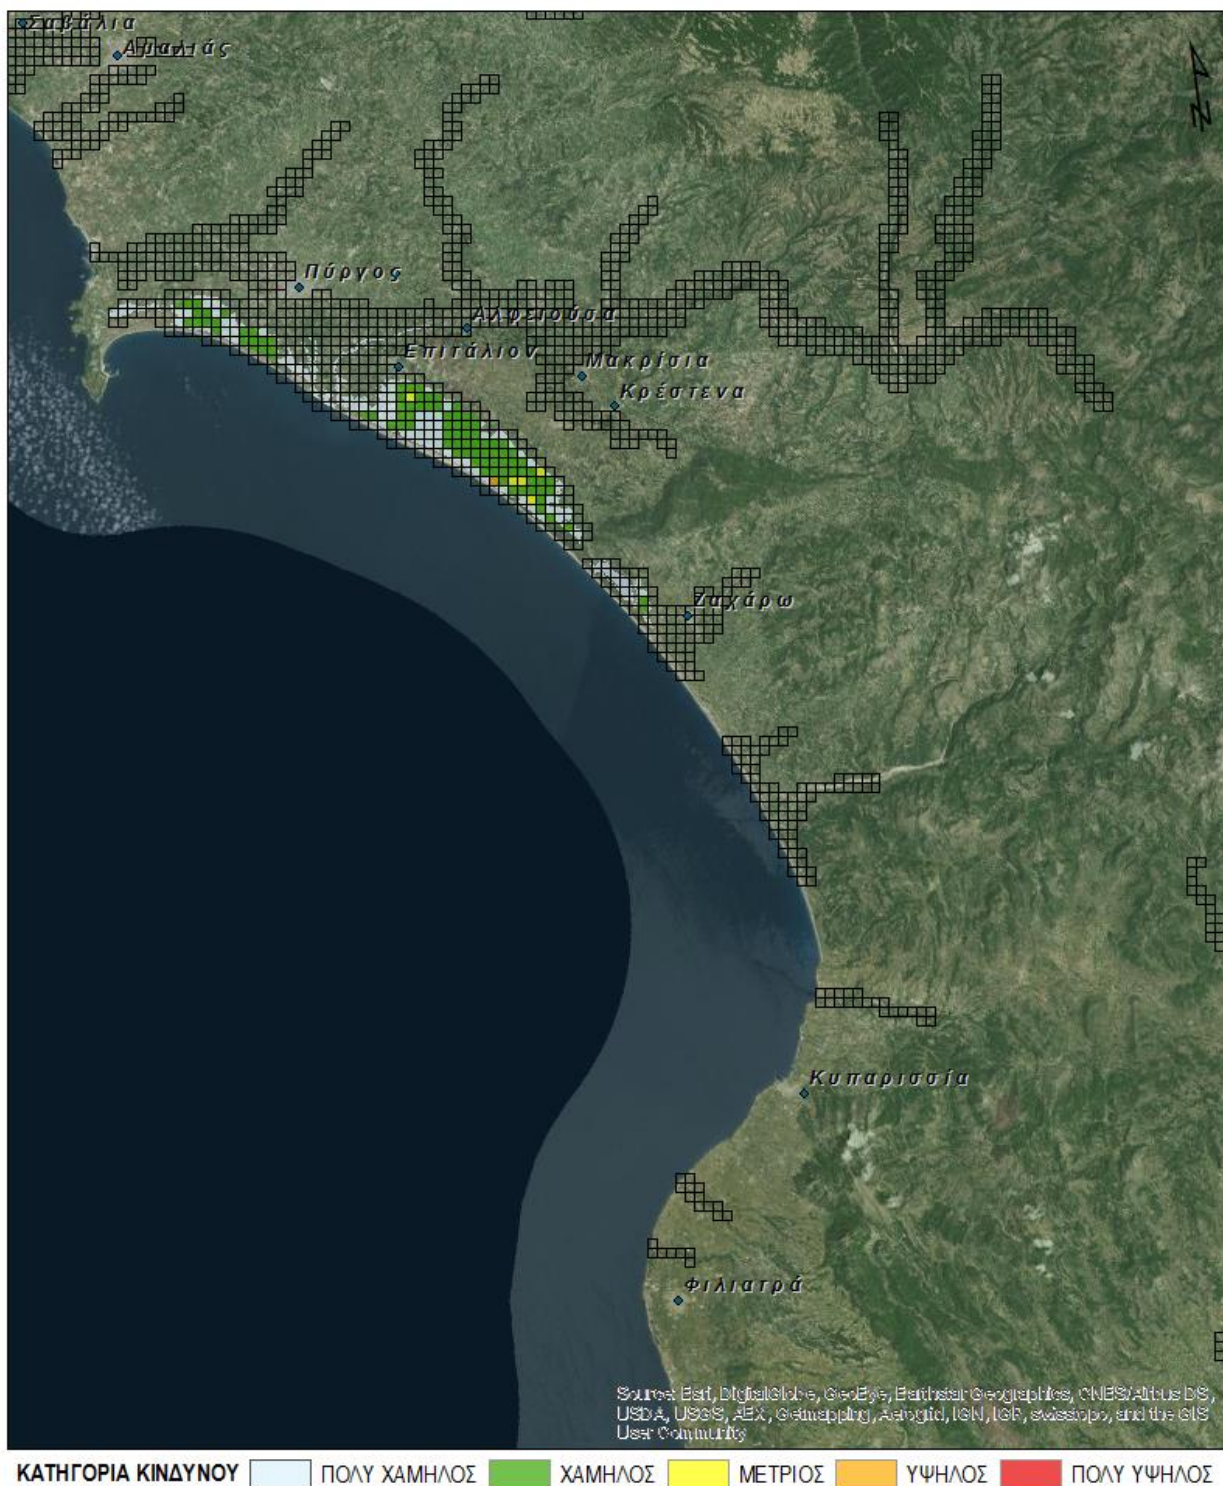 Σαβάλια
Αμαλιάς
Πύργος
Αλφειούσα
Επιτάλιον
Μακρίσια
Κρέστενα
Ζαχάρω
Κυπαρισσία
Φιλιατρά
Source: Esri, DigitalGlobe, GeoEye, Earthstar Geographics, CNES/Airbus DS,
USDA, USGS, AEX, Getmapping, Aerogrid, IGN, IGP, swisstopo, and the GIS
User Community
ΚΑΤΗΓΟΡΙΑ ΚΙΝΔΥΝΟΥ ΠΟΛΥ ΧΑΜΗΛΟΣ ΧΑΜΗΛΟΣ ΜΕΤΡΙΟΣ ΥΨΗΛΟΣ ΠΟΛΥ ΥΨΗΛΟΣ